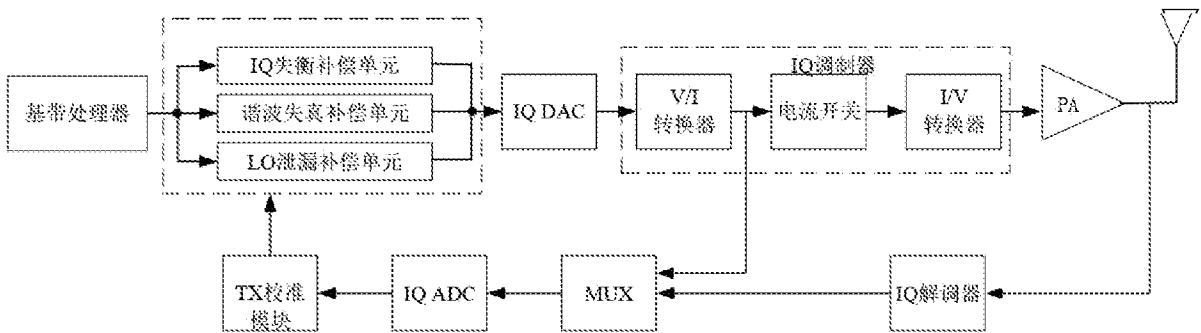 IQ失衡补偿单元
基带处理器
谐波失真补偿单元
LO泄漏补偿单元
IQ DAC
IQ调制器
V/I
转换器
电流开关
I/V
转换器
PA
TX校准
模块
IQ ADC
MUX
IQ解调器